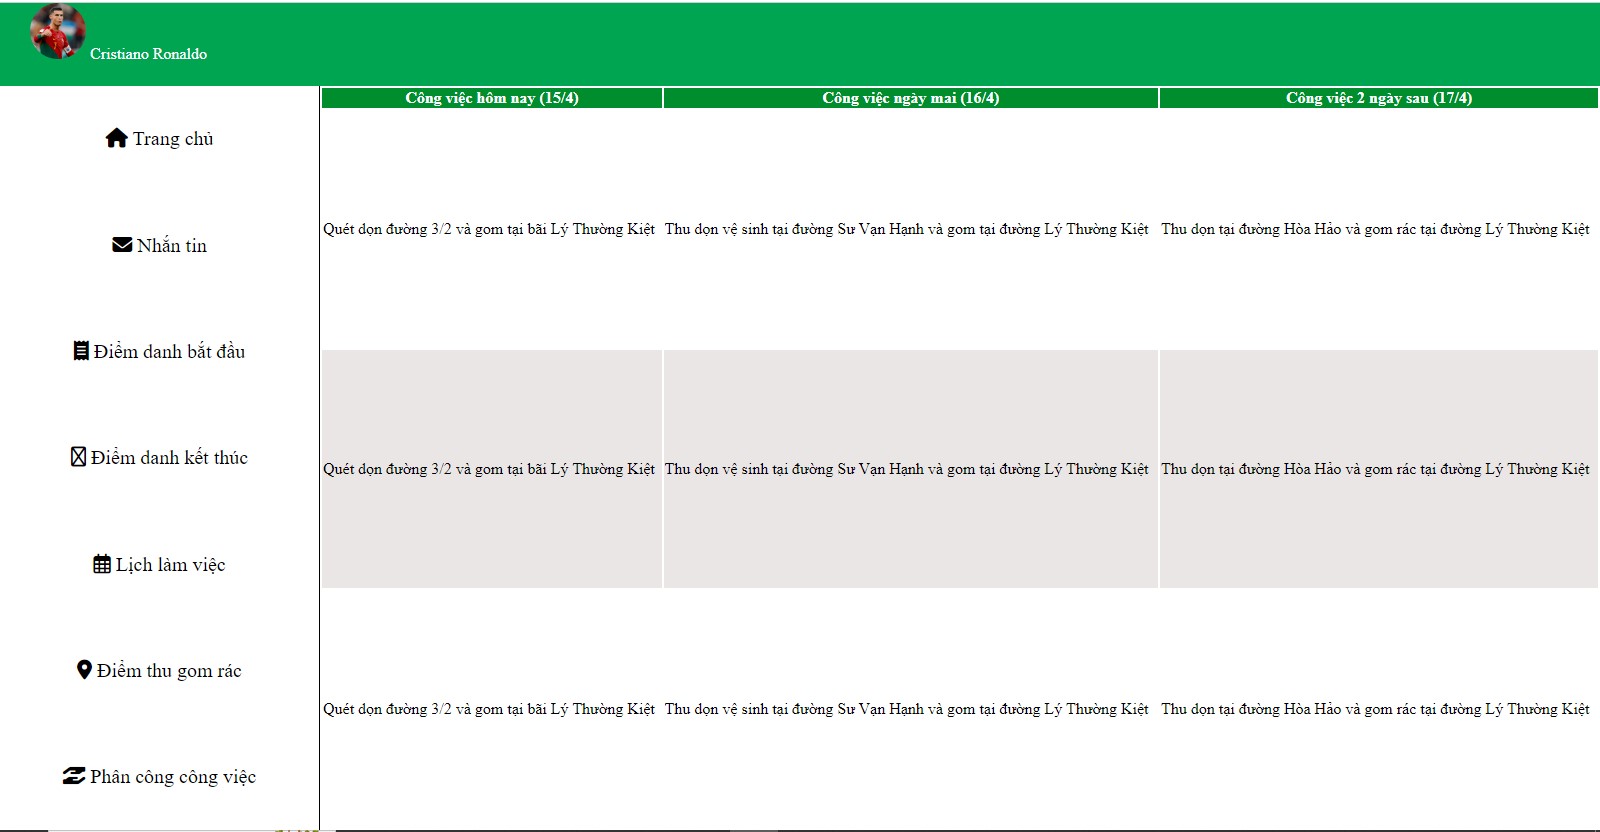 Cristiano Ronaldo
Trang chủ
Nhắn tin
Điểm danh bắt đầu
Điểm danh kết thúc
Lịch làm việc
Điểm thu gom rác
Phân công công việc
Công việc hôm nay (15/4) Công việc ngày mai (16/4) Công việc 2 ngày sau (17/4)
Quét dọn đường 3/2 và gom tại bãi Lý Thường Kiệt Thu dọn vệ sinh tại đường Sư Vạn Hạnh và gom tại đường Lý Thường Kiệt Thu dọn tại đường Hòa Hảo và gom rác tại đường Lý Thường Kiệt
Quét dọn đường 3/2 và gom tại bãi Lý Thường Kiệt Thu dọn vệ sinh tại đường Sư Vạn Hạnh và gom tại đường Lý Thường Kiệt Thu dọn tại đường Hòa Hảo và gom rác tại đường Lý Thường Kiệt
Quét dọn đường 3/2 và gom tại bãi Lý Thường Kiệt Thu dọn vệ sinh tại đường Sư Vạn Hạnh và gom tại đường Lý Thường Kiệt Thu dọn tại đường Hòa Hảo và gom rác tại đường Lý Thường Kiệt